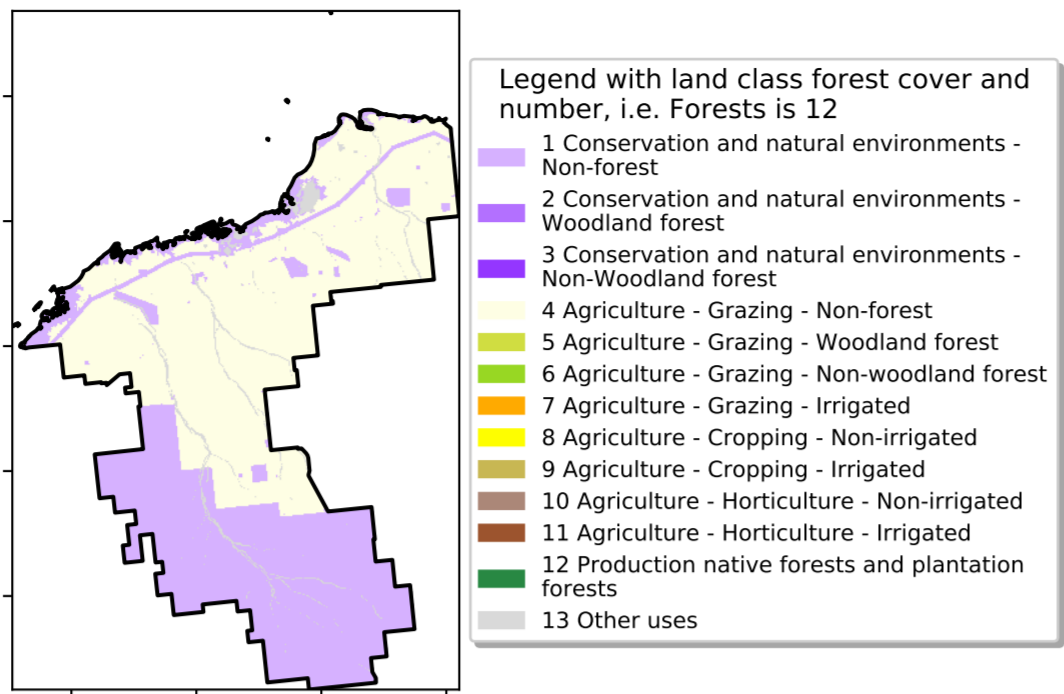 Legend with land class forest cover and
number, i.e. Forests is 12
1 Conservation and natural environments -
Non-forest
2 Conservation and natural environments -
Woodland forest
3 Conservation and natural environments -
Non-Woodland forest
4 Agriculture - Grazing - Non-forest
5 Agriculture - Grazing - Woodland forest
6 Agriculture - Grazing - Non-woodland forest
7 Agriculture - Grazing - Irrigated
8 Agriculture - Cropping - Non-irrigated
9 Agriculture - Cropping - Irrigated
10 Agriculture - Horticulture - Non-irrigated
11 Agriculture - Horticulture - Irrigated
12 Production native forests and plantation
forests
13 Other uses